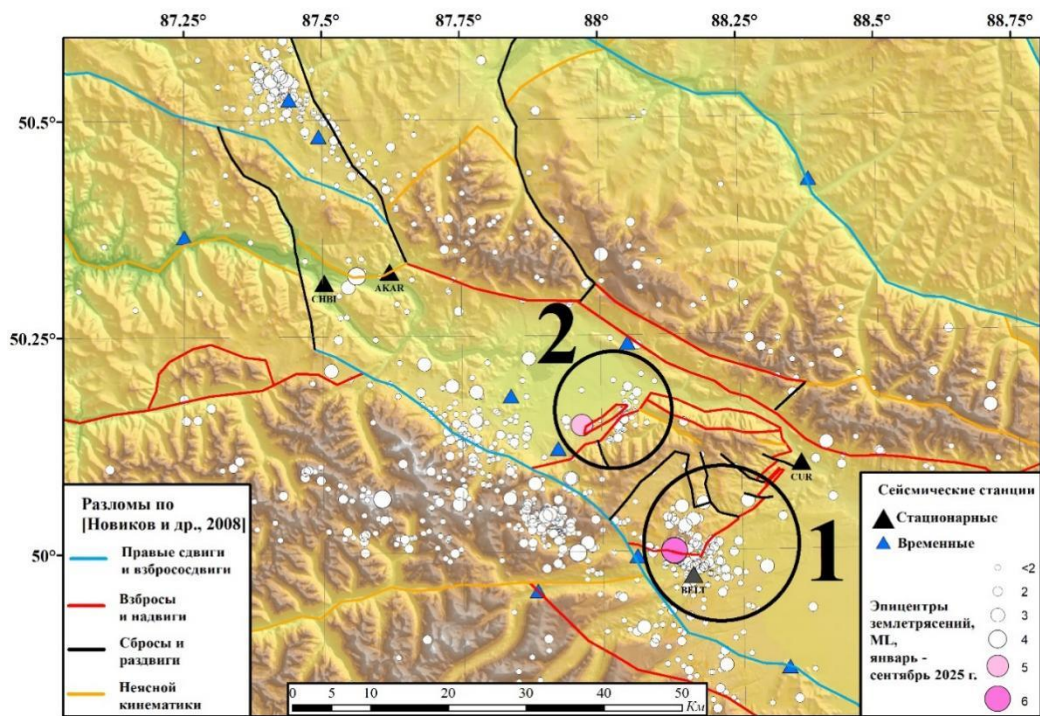 87.25°
87.5°
87.75°
88°
88.25°
88.5°
88.75°
50.5°
50.25°
50°
CHBI
AKAR
2
CUR
1
BELT
Разломы по
[Новиков и др., 2008]
Правые сдвиги
и взбрососдвиги
Взбросы
и надвиги
Сбросы и
раздвиги
Неясной
кинематики
0 5 10 20 30 40 50
Км
Сейсмические станции
Стационарные
Временные
Эпицентры
землетрясений,
ML,
январь -
сентябрь 2025 г.
<2
2
3
4
5
6